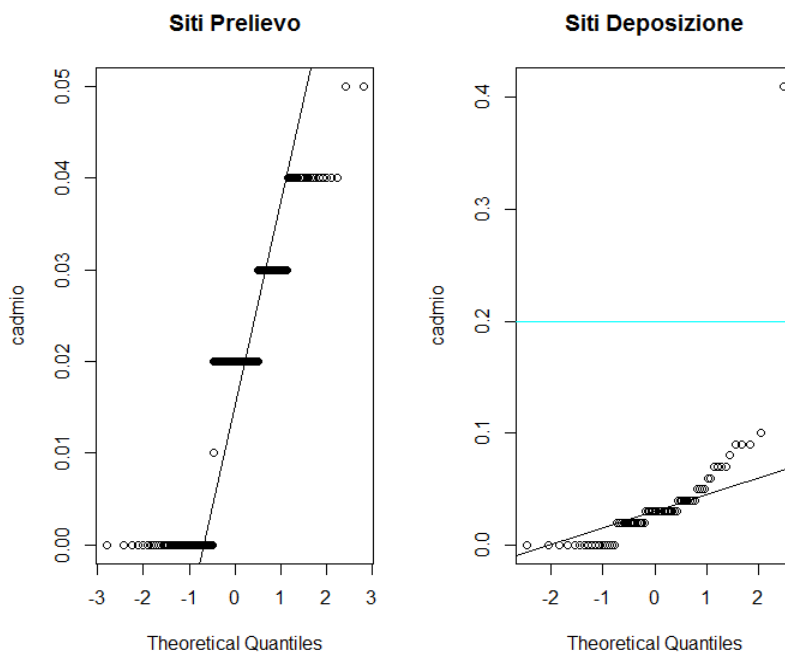 Siti Prelievo
cadmio
0.00 0.01 0.02 0.03 0.04 0.05
-3 -2 -1 0 1 2 3
Theoretical Quantiles
Siti Deposizione
cadmio
0.0 0.1 0.2 0.3 0.4
-2 -1 0 1 2
Theoretical Quantiles